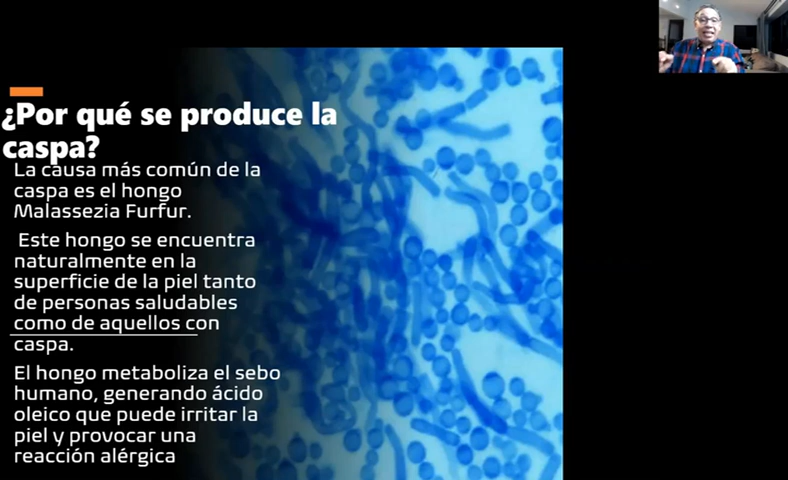 ¿Por qué se produce la
caspa?
La causa más común de la
caspa es el hongo
Malassezia Furfur.
Este hongo se encuentra
naturalmente en la
superficie de la piel tanto
de personas saludables
como de aquellos con
caspa.
El hongo metaboliza el sebo
humano, generando ácido
oleico que puede irritar la
piel y provocar una
reacción alérgica